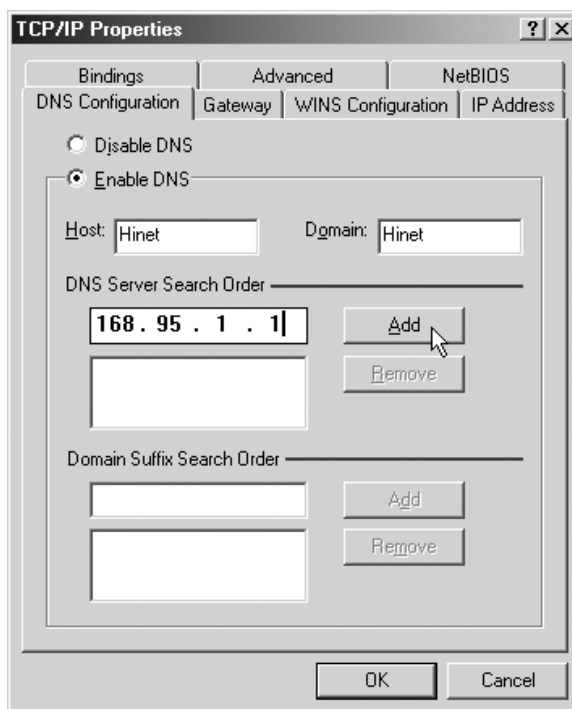 TCP/IP Properties
Bindings Advanced NetBIOS
DNS Configuration Gateway WINS Configuration IP Address
Disable DNS
Enable DNS
Host: Hinet Domain: Hinet
DNS Server Search Order
168 . 95 . 1 . 1 Add
Remove
Domain Suffix Search Order
Add
Remove
OK Cancel